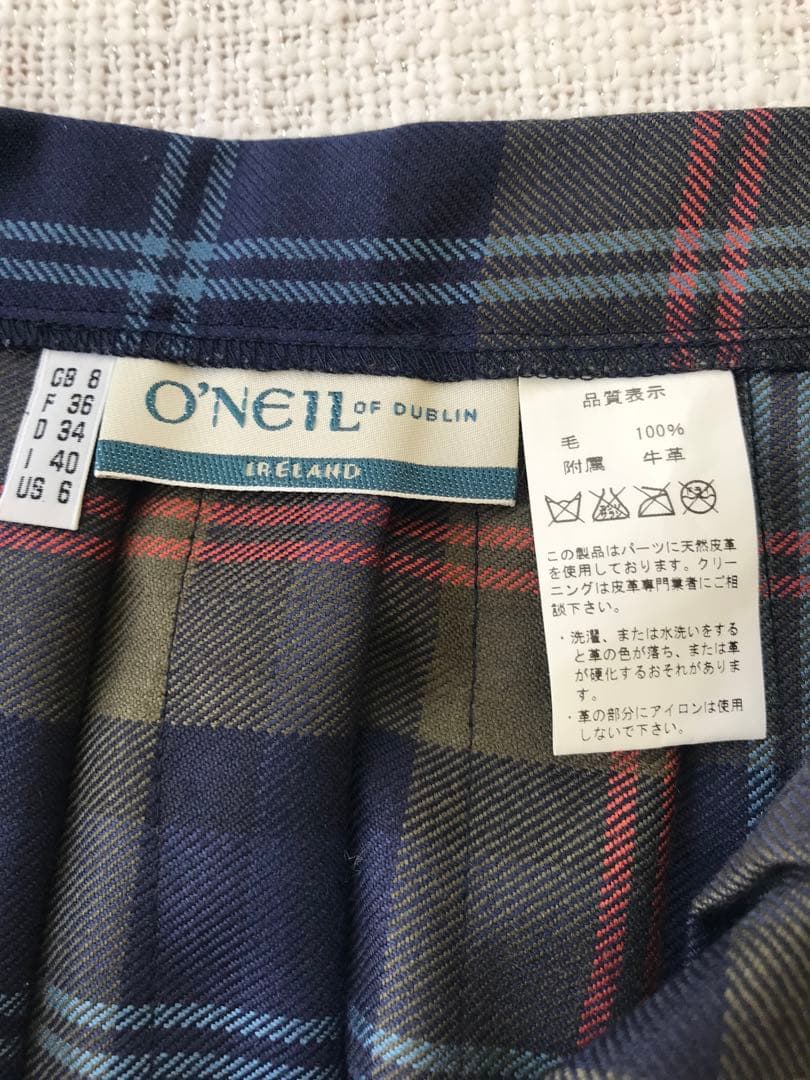 GB 8
F 36
D 34
I 40
US 6
O'NEIL OF DUBLIN
IRELAND
品質表示
毛 100%
附属 牛革
この製品はパーツに天然皮革
を使用しております。クリー
ニングは皮革専門業者にご相
談下さい。
・洗濯、または水洗いをする
と革の色が落ち、または革
が硬化するおそれがありま
す。
・革の部分にアイロンは使用
しないで下さい。